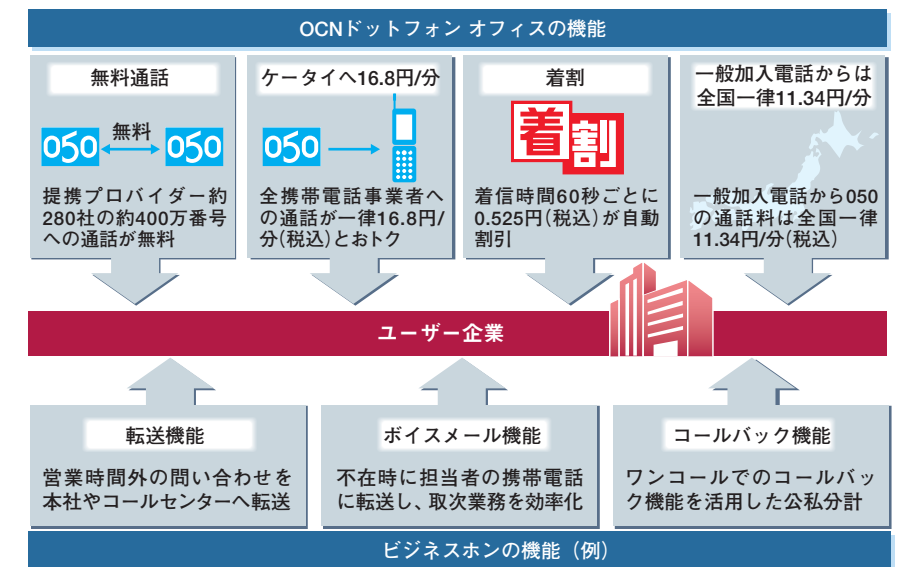 OCNドットフォン オフィスの機能
無料通話
050
無料
050
提携プロバイダー約
280社の約400万番号
への通話が無料
ケータイへ16.8円/分
050
全携帯電話事業者へ
の通話が一律16.8円/
分(税込)とおトク
着割
着割
着信時間60秒ごとに
0.525円(税込)が自動
割引
一般加入電話からは
全国一律11.34円/分
一般加入電話から050
の通話料は全国一律
11.34円/分(税込)
ユーザー企業
転送機能
営業時間外の問い合わせを
本社やコールセンターへ転送
ボイスメール機能
不在時に担当者の携帯電話
に転送し、取次業務を効率化
コールバック機能
ワンコールでのコールバッ
ク機能を活用した公私分計
ビジネスホンの機能（例）